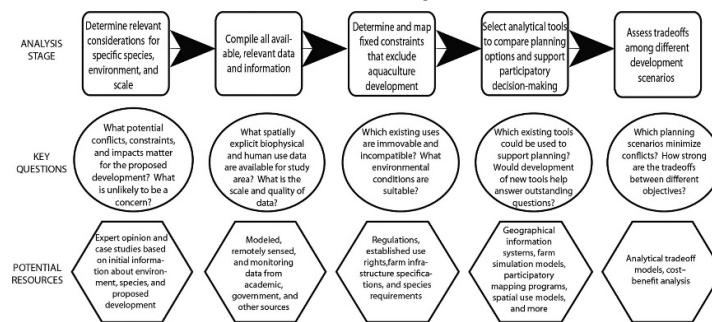 ANALYSIS
STAGE
Determine relevant
considerations for
specific species,
environment, and
scale
Compile all avail-
able, relevant data
and information
Determine and map
fixed constraints
that exclude
aquaculture
development
Select analytical tools
to compare planning
options and support
participatory
decision-making
Assess tradeoffs
among different
development
scenarios
KEY
QUESTIONS
What potential
conflicts, constraints,
and impacts matter
for the proposed
development? What
is unlikely to be a
concern?
What spatially
explicit biophysical
and human use data
are available for study
area? What is the
scale and quality of
data?
Which existing uses
are immovable and
incompatible? What
environmental
conditions are
suitable?
Which existing tools
could be used to
support planning?
Would development
of new tools help
answer outstanding
questions?
Which planning
scenarios minimize
conflicts? How strong
are the tradeoffs
between different
objectives?
POTENTIAL
RESOURCES
Expert opinion and
case studies based
on initial information
about environ-
ment, species, and
proposed
development
Modeled,
remotely sensed,
and monitoring
data from
academic,
government, and
other sources
Regulations,
established use
rights,farm infra-
structure specifica-
tions, and species
requirements
Geographical
information
systems, farm
simulation models,
participatory
mapping programs,
spatial use models,
and more
Analytical tradeoff
models, cost-
benefit analysis